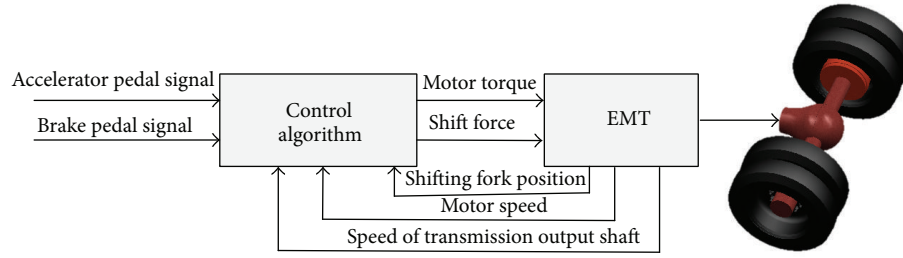 Accelerator pedal signal
Brake pedal signal
Control
algorithm
Motor torque
Shift force
EMT
Shifting fork position
Motor speed
Speed of transmission output shaft